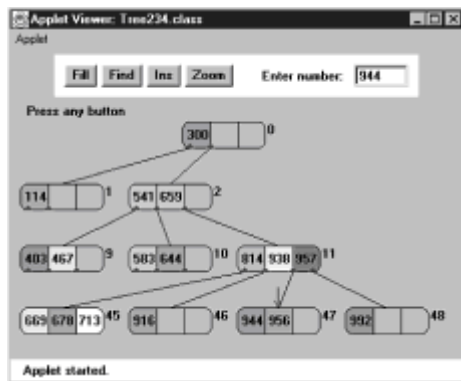 Applet Viewer: Tree234.class
Applet
Fill Find Ins Zoom Enter number: 944
Press any button
300 0
114 1 541 659 2
403 467 9 583 644 10 814 938 957 11
669 678 713 45 916 46 944 956 47 992 48
Applet started.